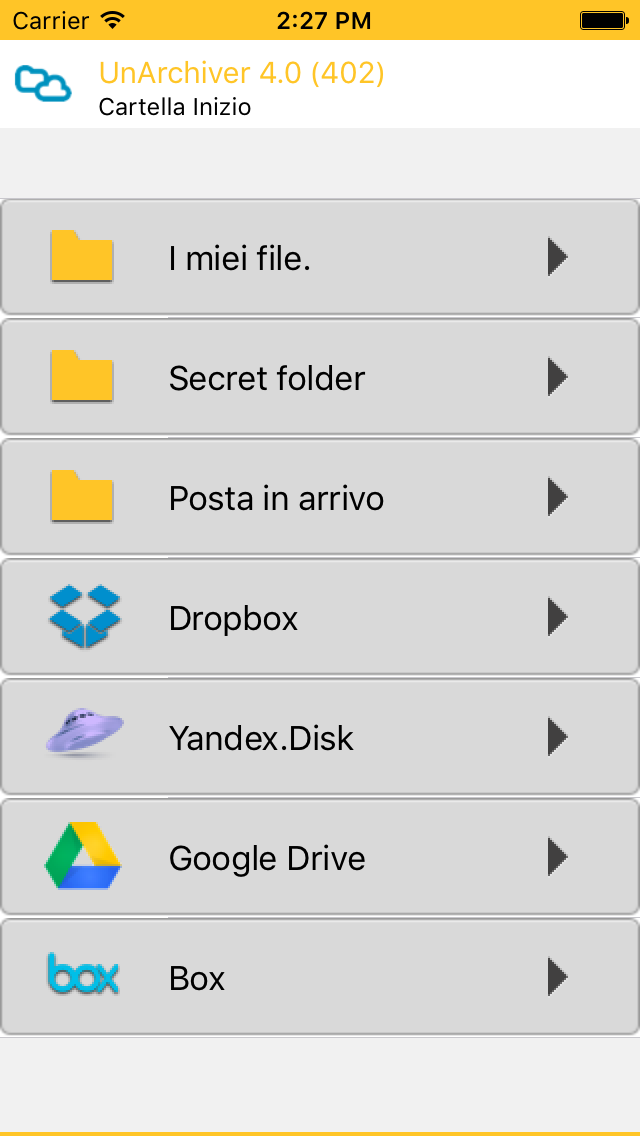 Carrier 2:27 PM
UnArchiver 4.0 (402)
Cartella Inizio
I miei file.
Secret folder
Posta in arrivo
Dropbox
Yandex.Disk
Google Drive
box Box